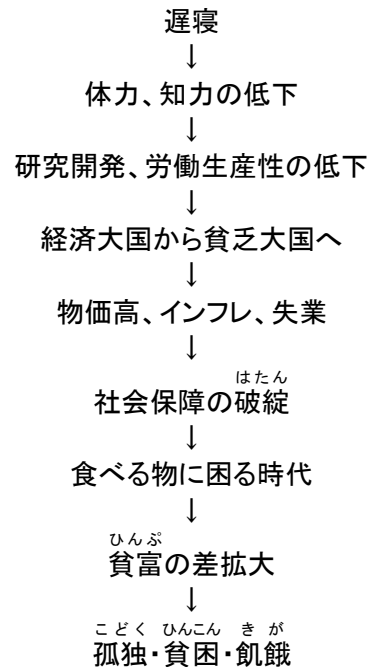 遅寝
↓
体力、知力の低下
↓
研究開発、労働生産性の低下
↓
経済大国から貧乏大国へ
↓
物価高、インフレ、失業
↓
はたん
社会保障の破綻
↓
食べる物に困る時代
↓
ひんぷ
貧富の差拡大
↓
こどく ひんこん きが
孤独・貧困・飢餓